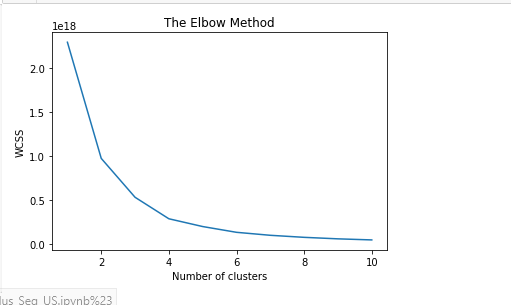 The Elbow Method
1e18
2.0
1.5
1.0
0.5
0.0
WCSS
2 4 6 8 10
Number of clusters
lus_Seq_US.ipynb%23